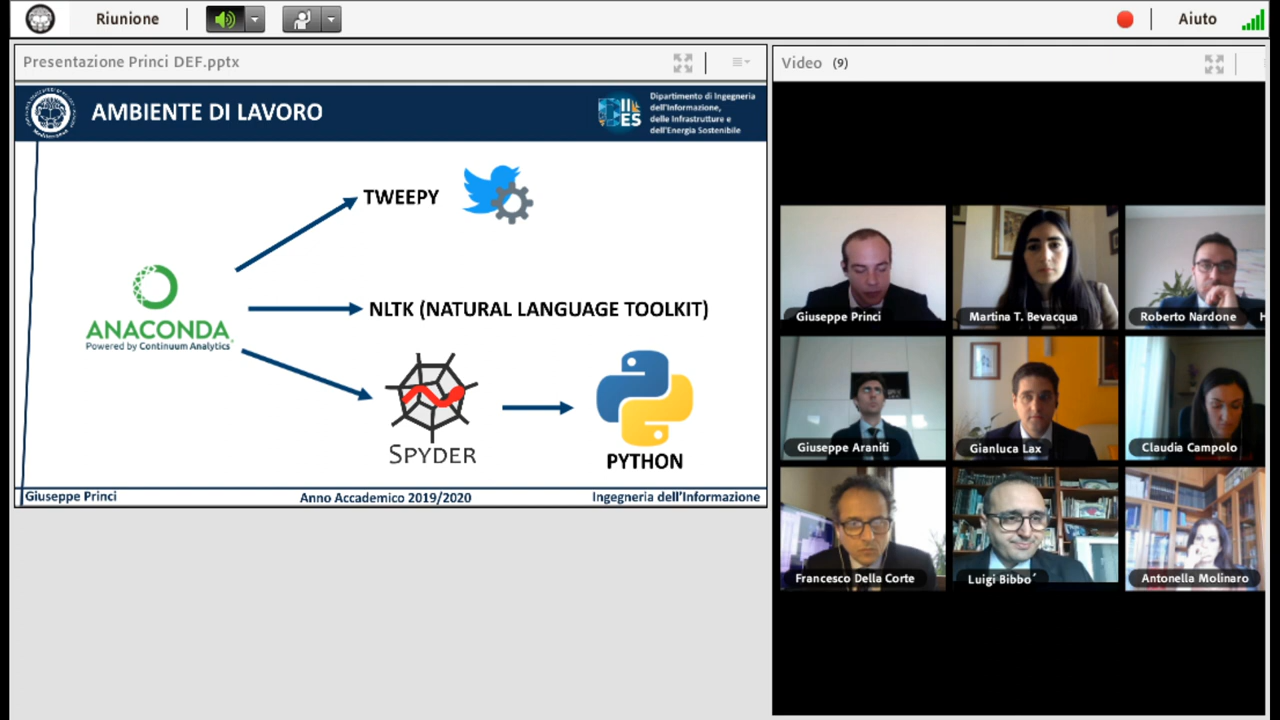 Riunione
Aiuto
Presentazione Princi DEF.pptx
Video (9)
AMBIENTE DI LAVORO
IIES
Dipartimento di Ingegneria
dell'Informazione,
delle Infrastrutture e
dell'Energia Sostenibile
TWEEPY
ANACONDA
Powered by Continuum Analytics
NLTK (NATURAL LANGUAGE TOOLKIT)
SPYDER
PYTHON
Giuseppe Princi
Anno Accademico 2019/2020
Ingegneria dell'Informazione
Giuseppe Princi
Martina T. Bevacqua
Roberto Nardone
Giuseppe Araniti
Gianluca Lax
Claudia Campolo
Francesco Della Corte
Luigi Bibbo´
Antonella Molinaro